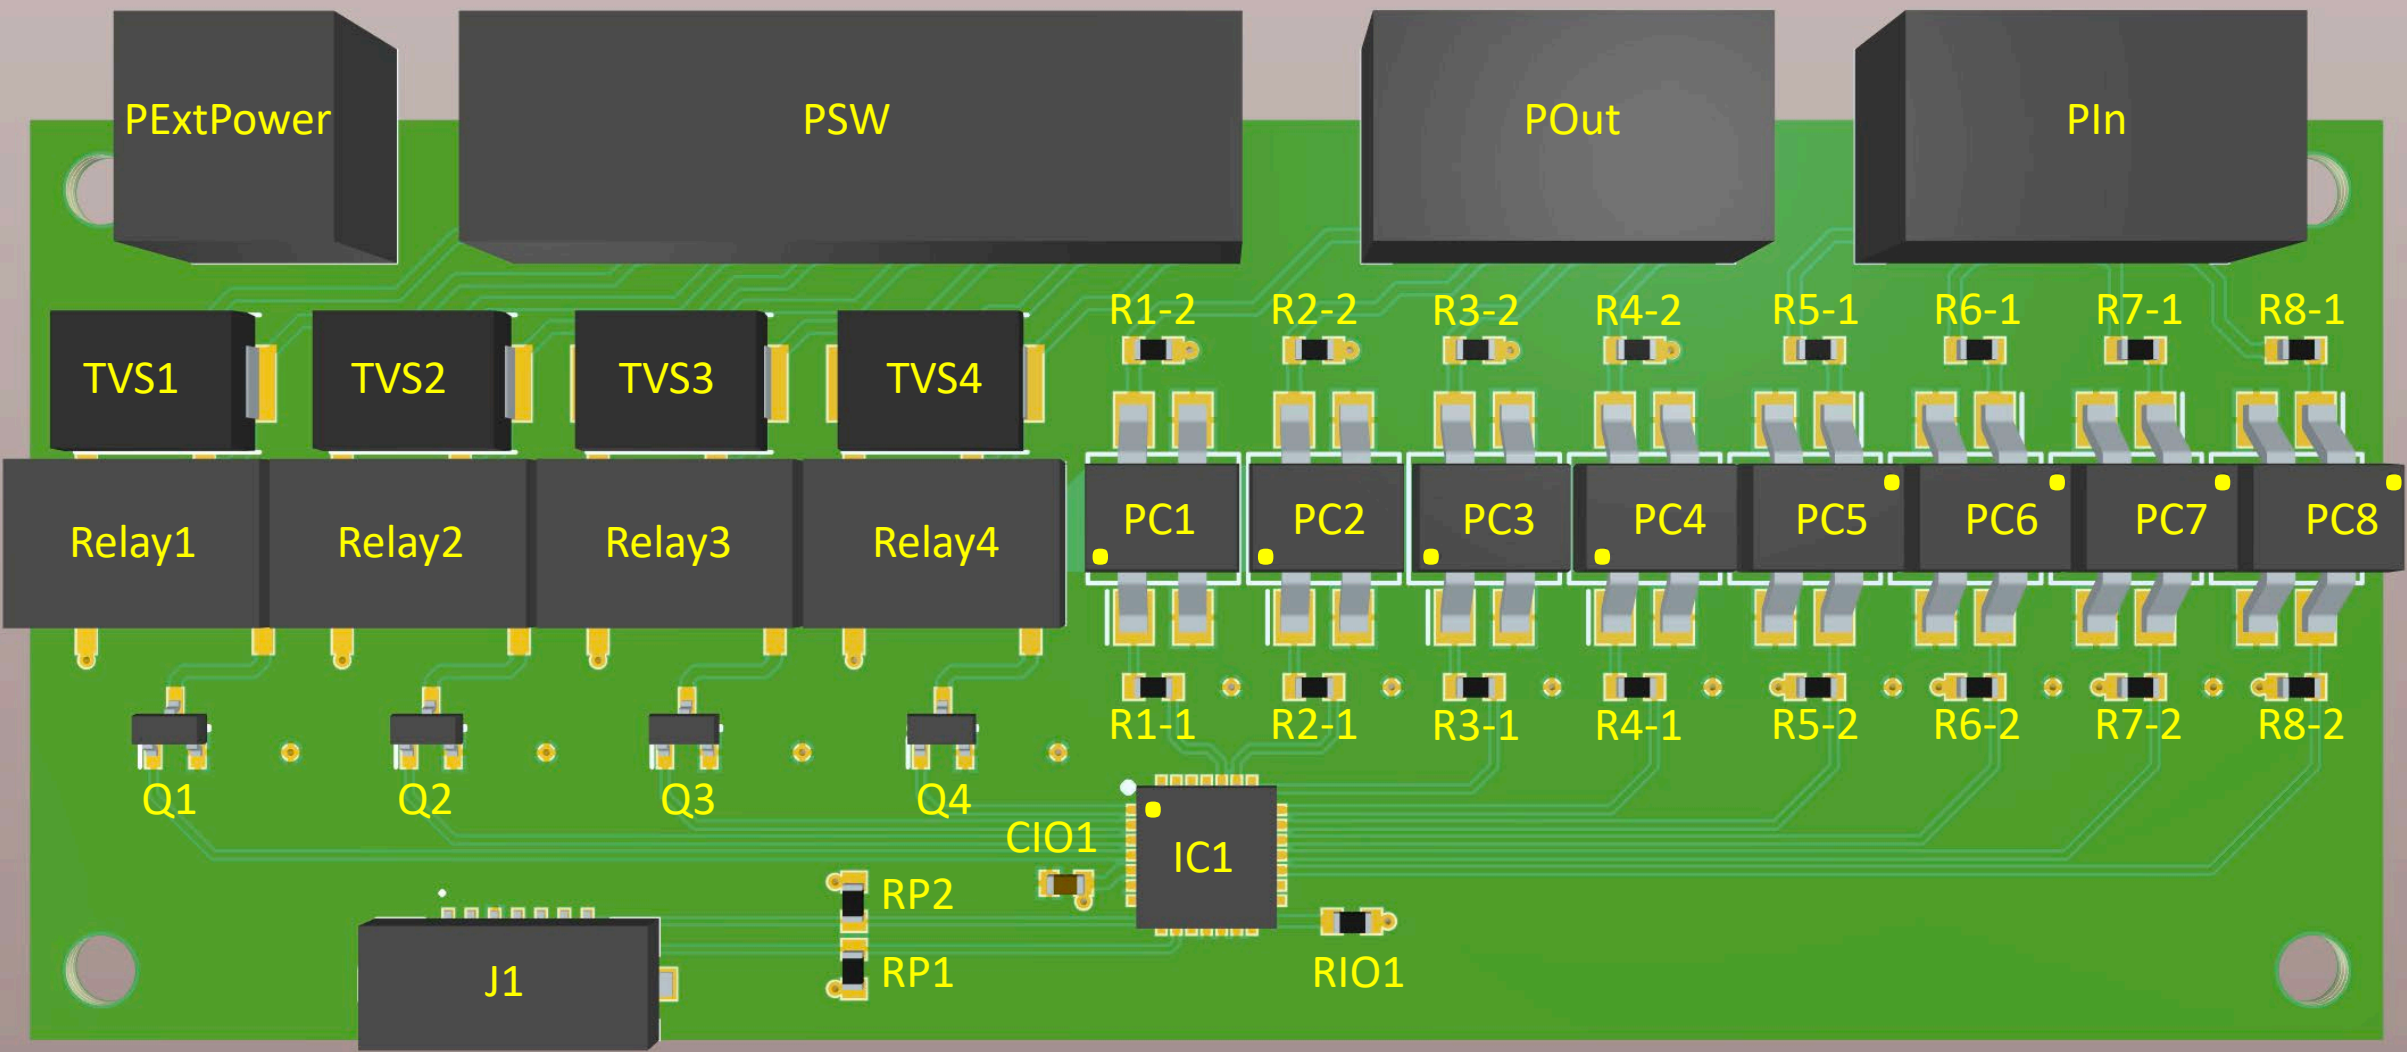 PExtPower
PSW
POut
PIn
R1-2
R2-2
R3-2
R4-2
R5-1
R6-1
R7-1
R8-1
TVS1
TVS2
TVS3
TVS4
Relay1
Relay2
Relay3
Relay4
PC1
PC2
PC3
PC4
PC5
PC6
PC7
PC8
R1-1
R2-1
R3-1
R4-1
R5-2
R6-2
R7-2
R8-2
Q1
Q2
Q3
Q4
CIO1
IC1
RP2
J1
RP1
RIO1